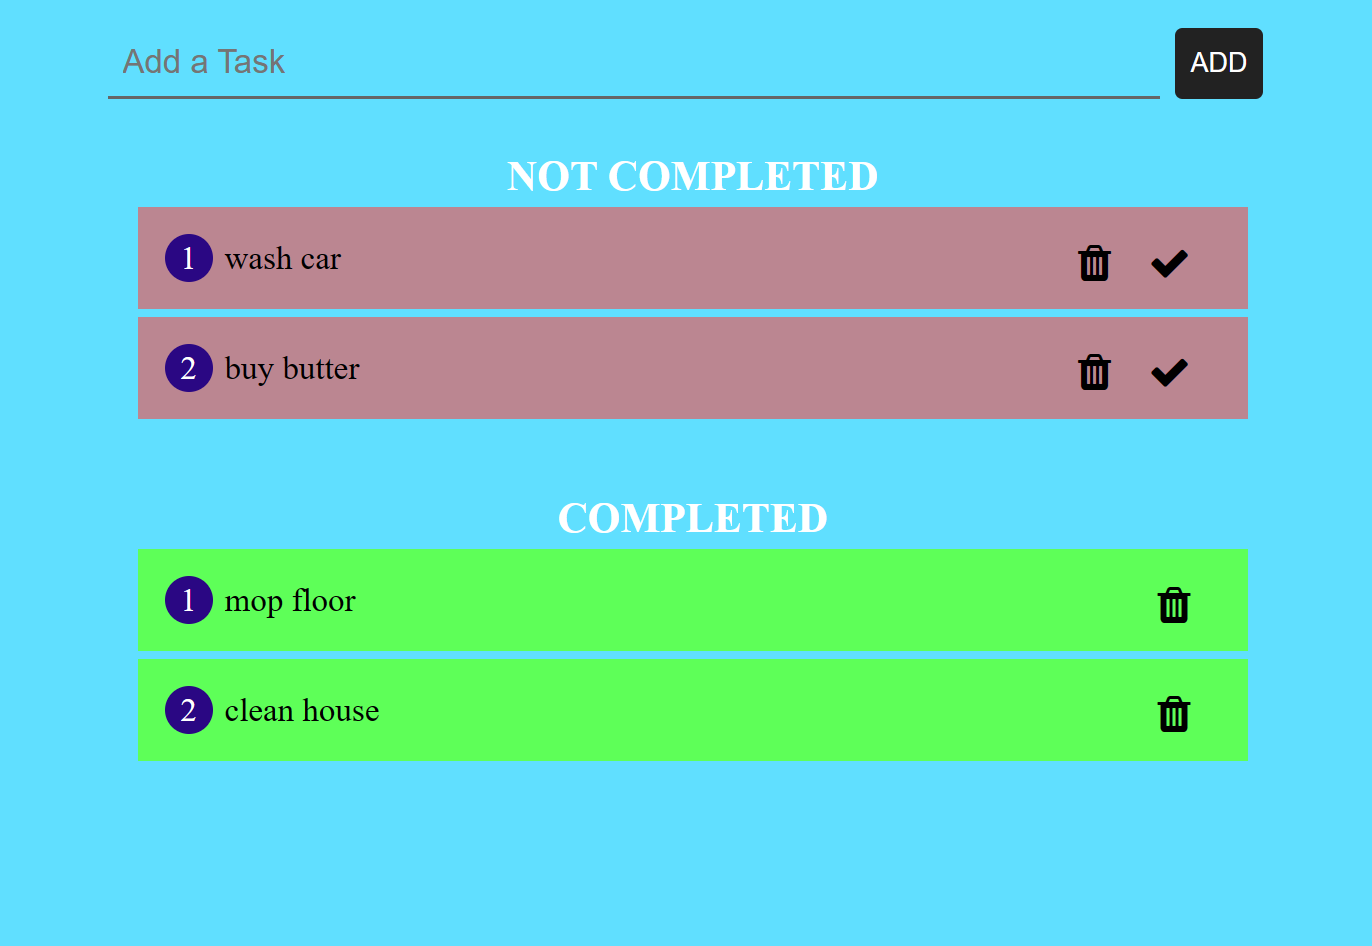 Add a Task
ADD
NOT COMPLETED
1 wash car
2 buy butter
COMPLETED
1 mop floor
2 clean house